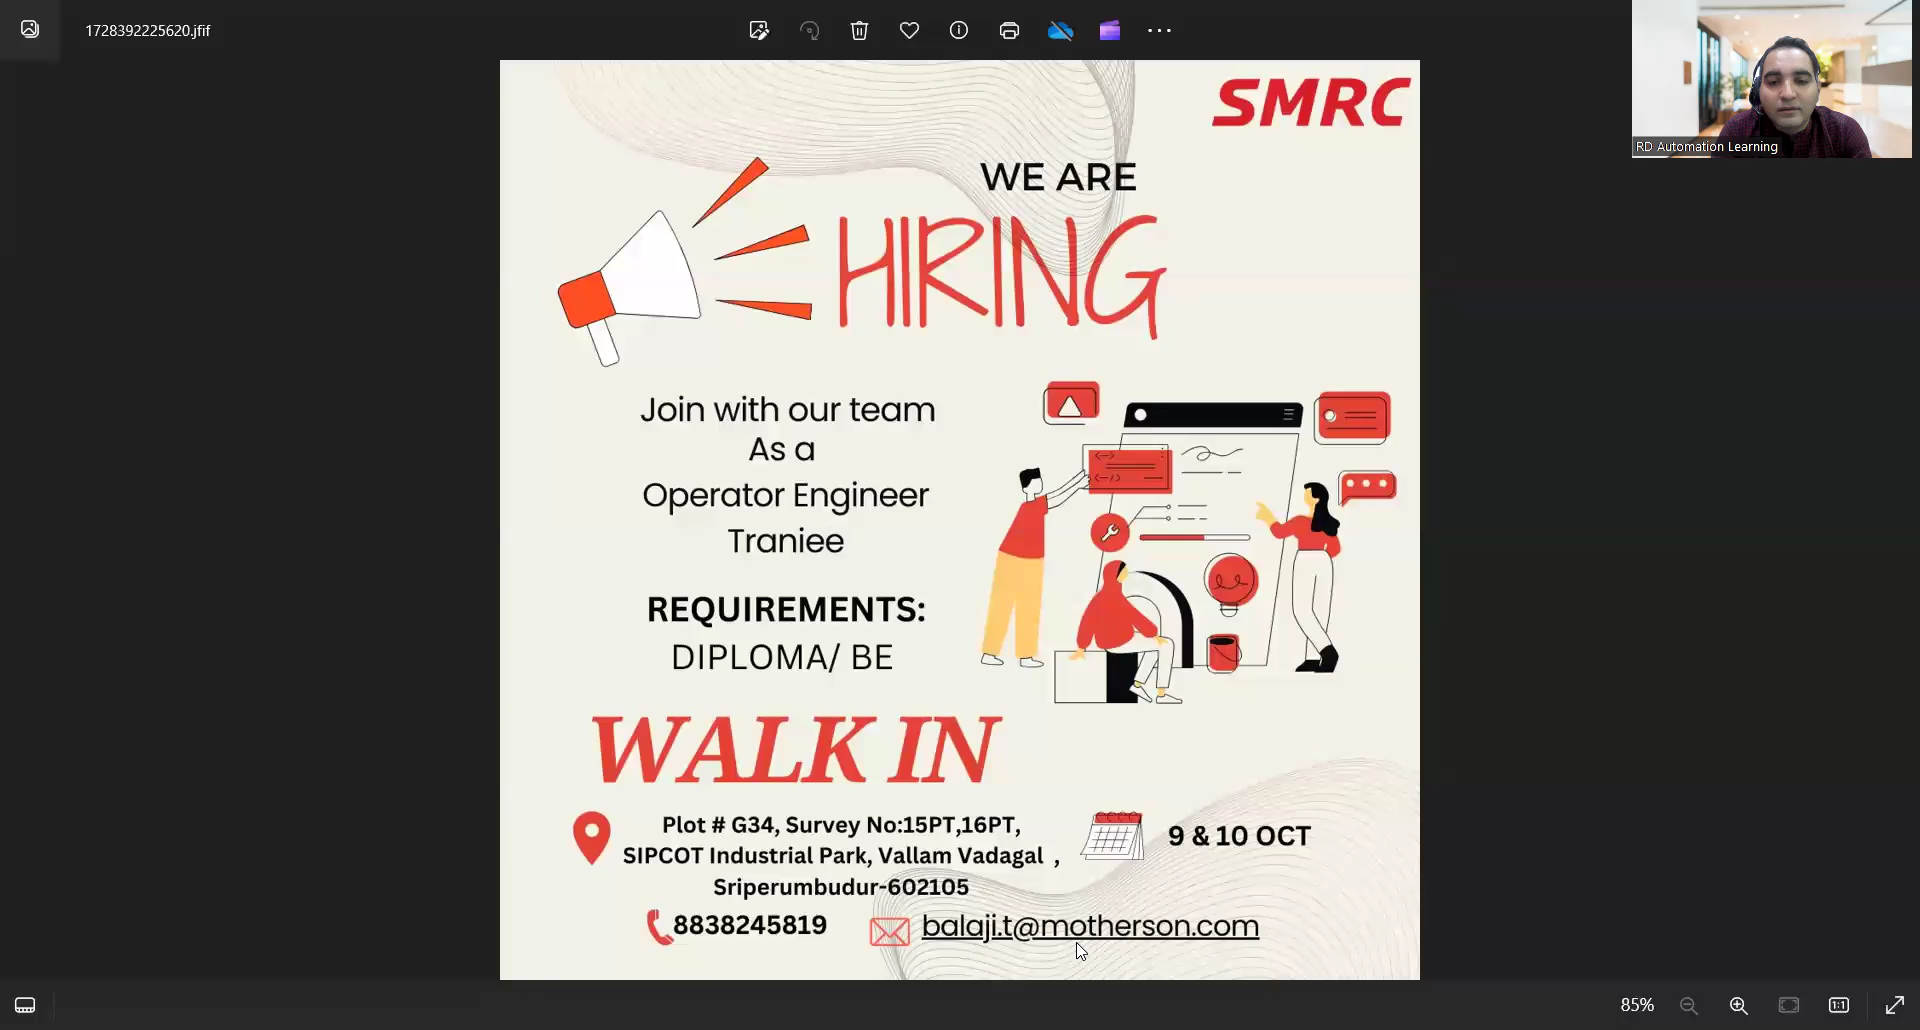 1728392225620.jfif
RD Automation Learning
SMRC
WE ARE
HIRING
Join with our team
As a
Operator Engineer
Traniee
REQUIREMENTS:
DIPLOMA/ BE
WALK IN
Plot # G34, Survey No:15PT,16PT,
SIPCOT Industrial Park, Vallam Vadagal ,
Sriperumbudur-602105
9 & 10 OCT
8838245819
balaji.t@motherson.com
85%
1:1